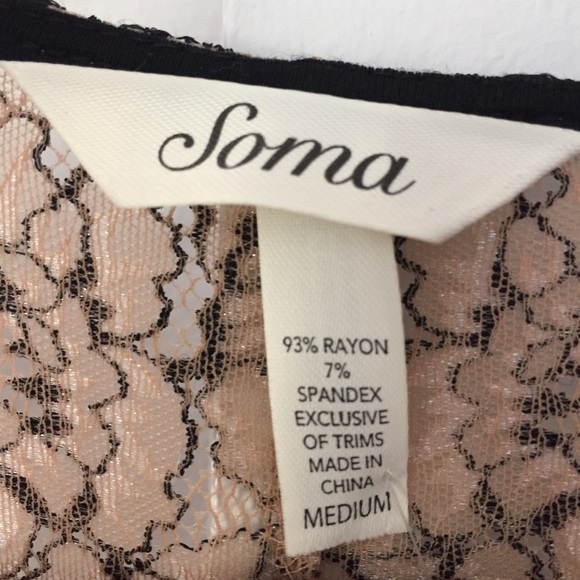 Soma
93% RAYON
7%
SPANDEX
EXCLUSIVE
OF TRIMS
MADE IN
CHINA
MEDIUM